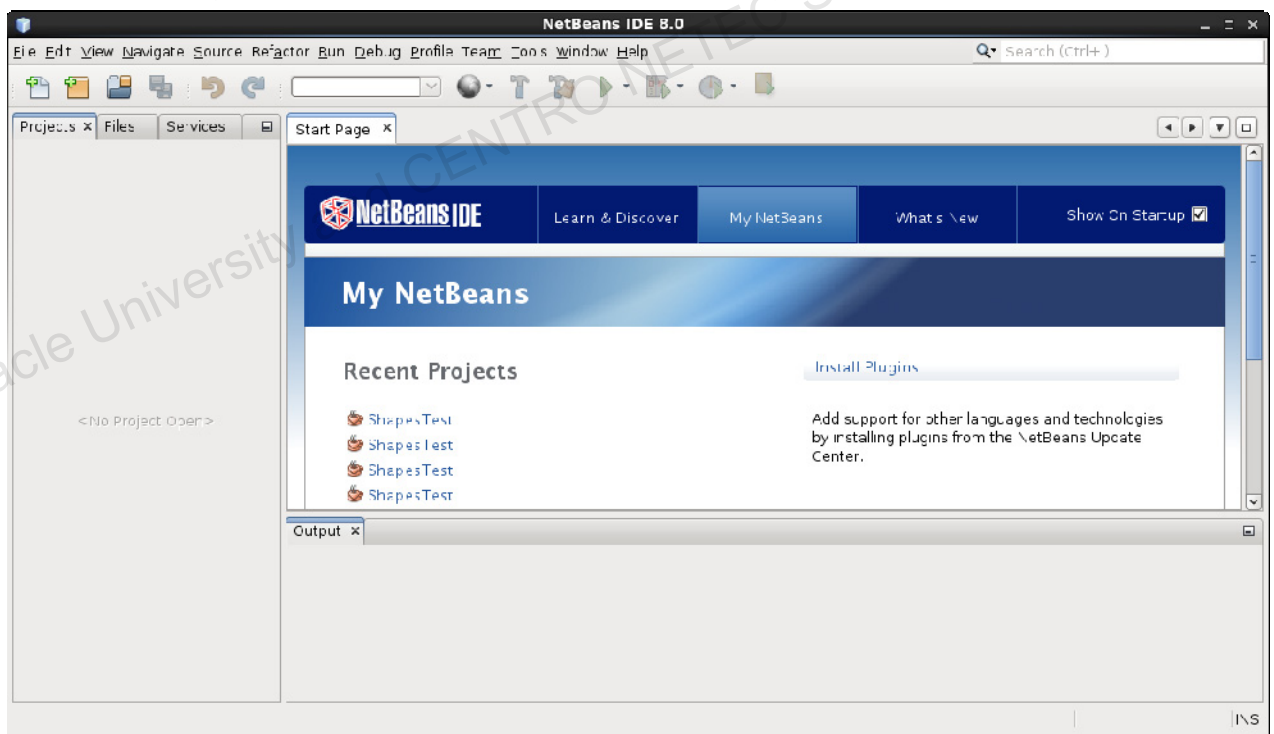 NetBeans IDE 8.0
File Edit View Navigate Source Refactor Run Debug Profile Team Tools Window Help
Search (Ctrl+I)
Projects Files Services
Start Page
NetBeans IDE
Learn & Discover
My NetBeans
What's New
Show On Startup
My NetBeans
Recent Projects
ShapesTest
ShapesTest
ShapesTest
ShapesTest
Install Plugins
Add support for other languages and technologies
by installing plugins from the NetBeans Update
Center.
<No Project Open>
Output
INS
University
CENTRO NETEC